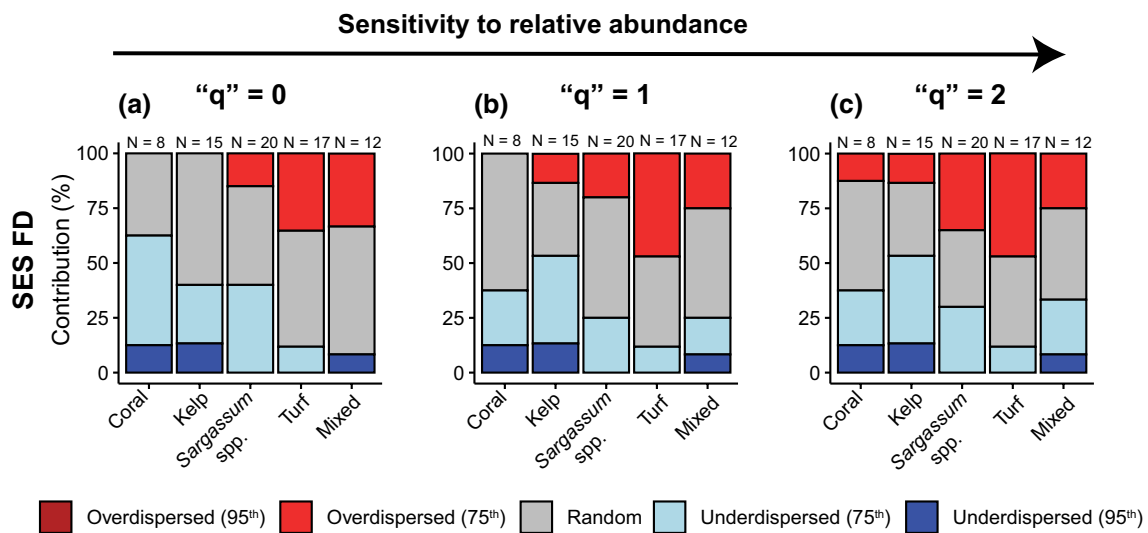 Sensitivity to relative abundance
(a) "q" = 0
(b) "q" = 1
(c) "q" = 2
N = 8 N = 15 N = 20 N = 17 N = 12
N = 8 N = 15 N = 20 N = 17 N = 12
N = 8 N = 15 N = 20 N = 17 N = 12
SES FD
Contribution (%)
100
75
50
25
0
100
75
50
25
0
100
75
50
25
0
Coral
Kelp
Sargassum
spp.
Turf
Mixed
Coral
Kelp
Sargassum
spp.
Turf
Mixed
Coral
Kelp
Sargassum
spp.
Turf
Mixed
Overdispersed (95th) Overdispersed (75th) Random Underdispersed (75th) Underdispersed (95th)